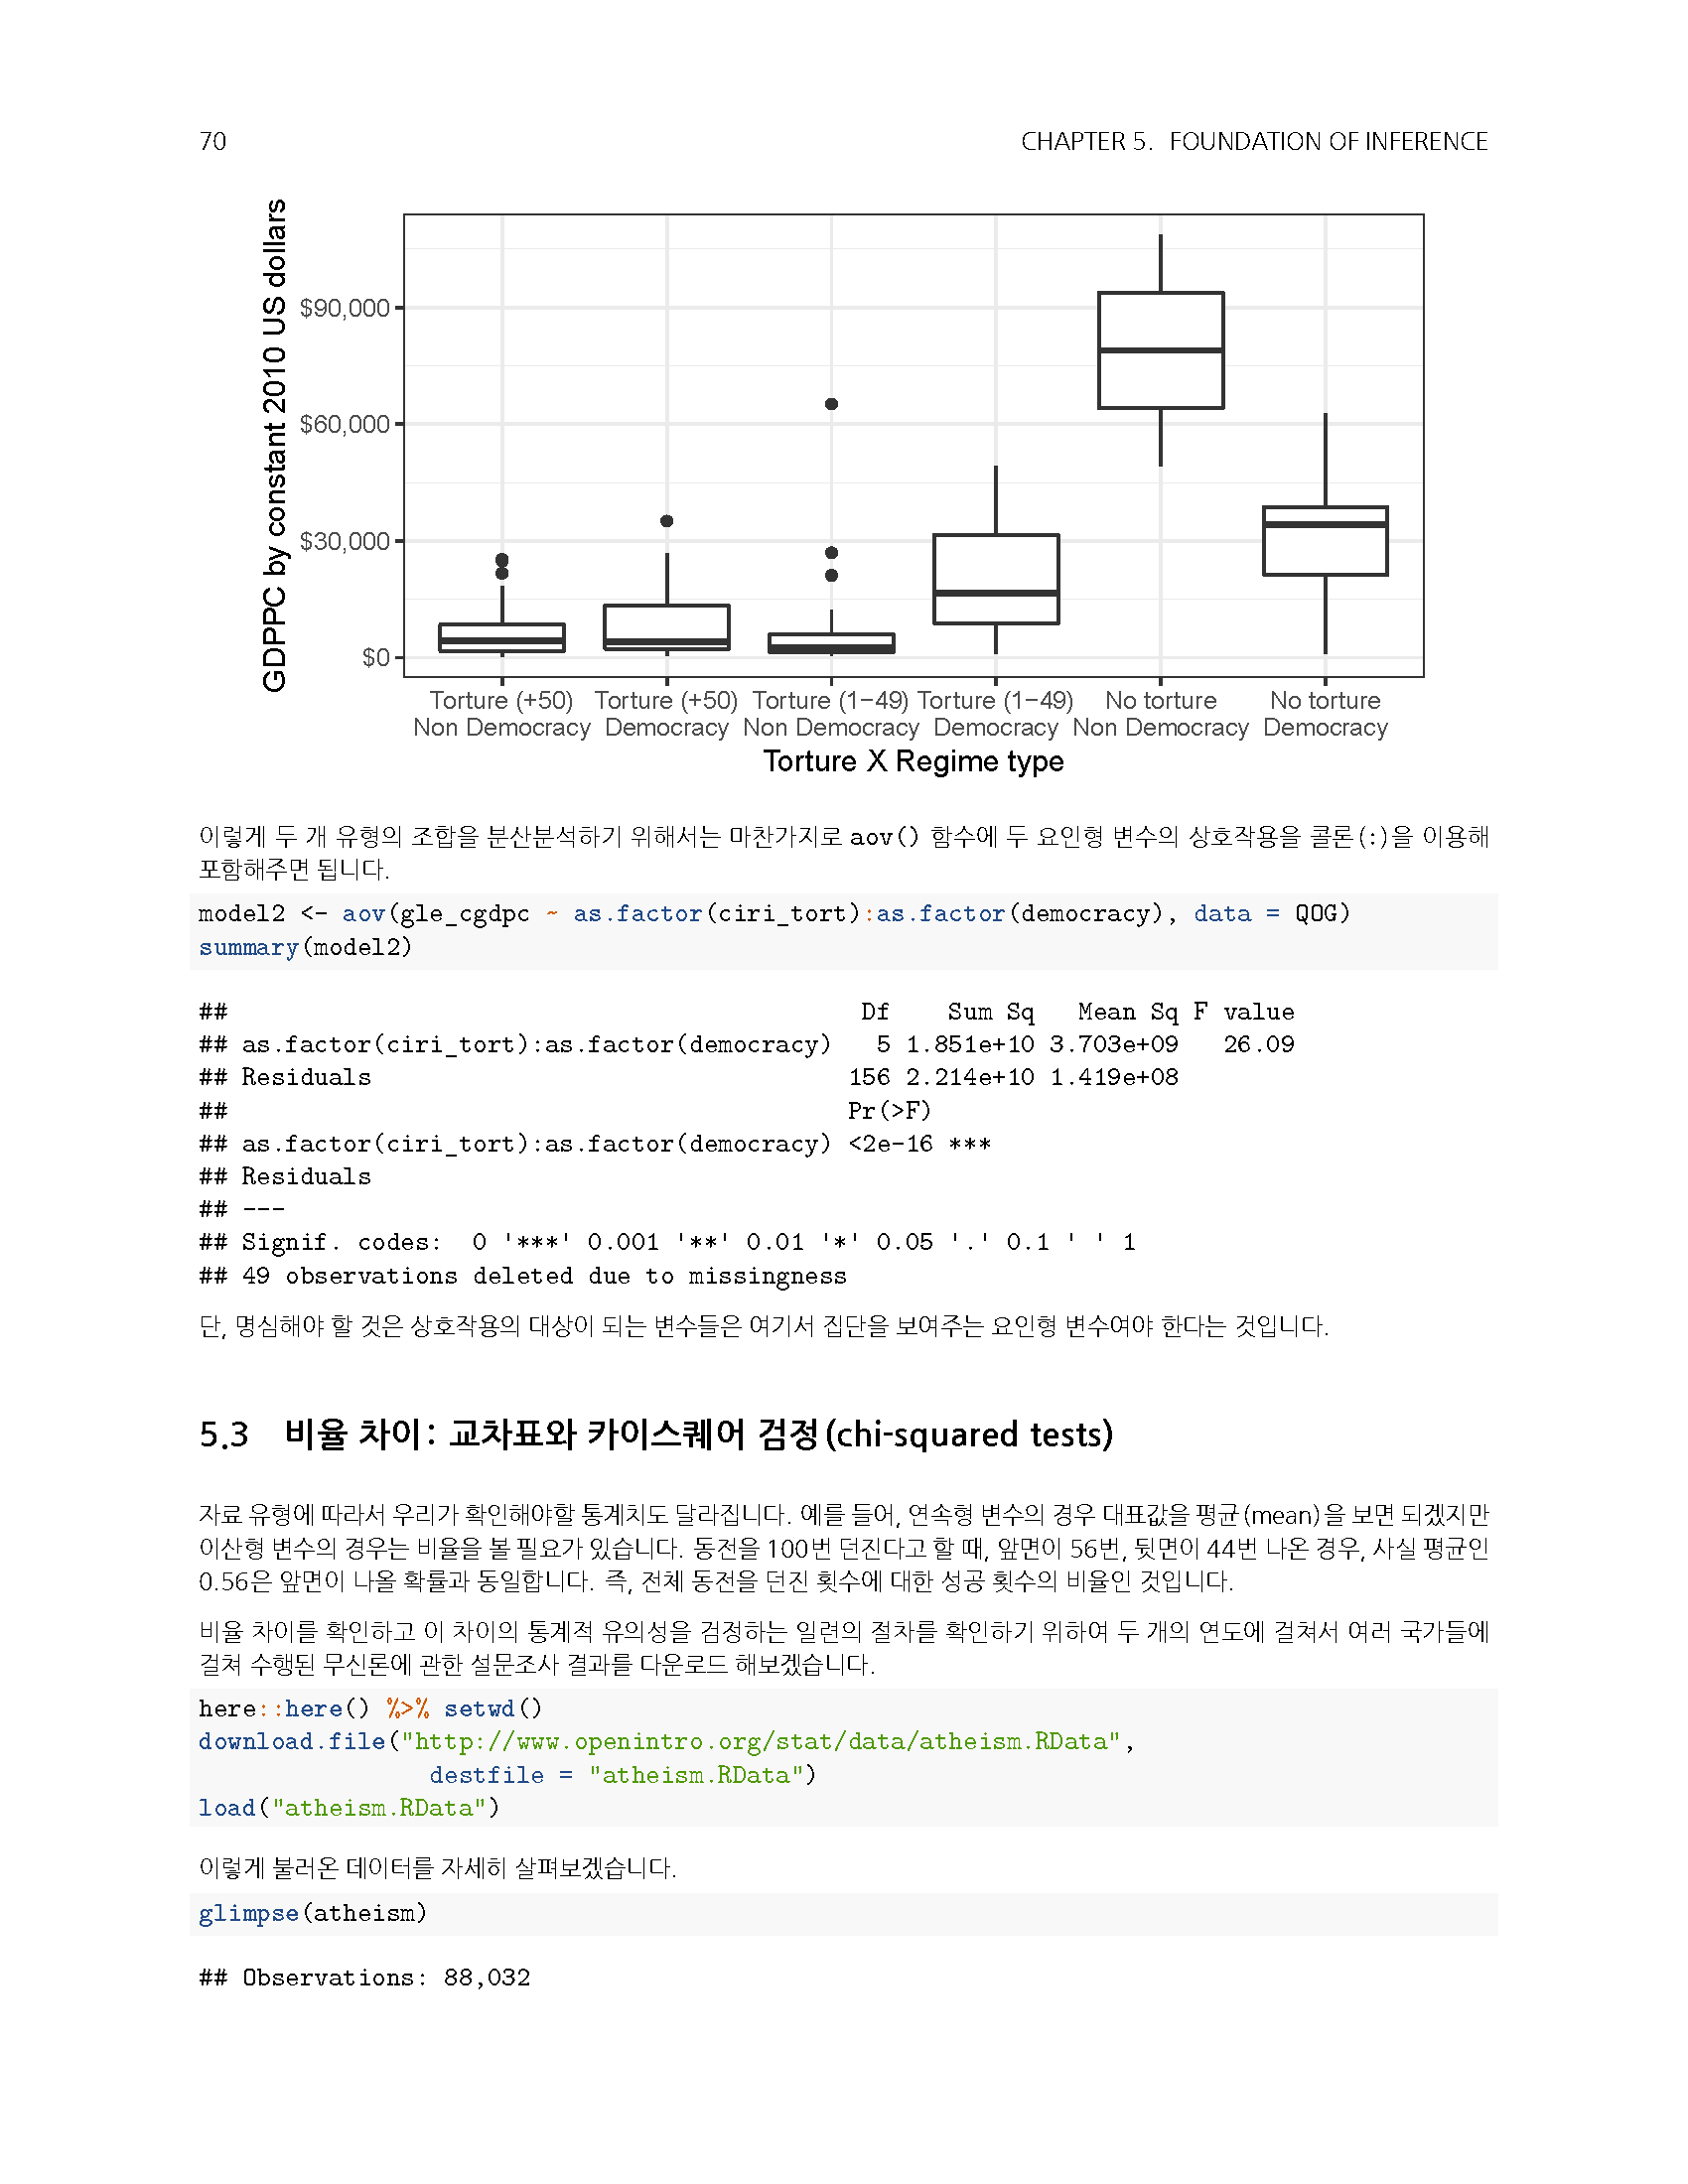 70
CHAPTER 5. FOUNDATION OF INFERENCE
GDPPC by constant 2010 US dollars
$90,000
$60,000
$30,000
$0
Torture (+50) Torture (+50) Torture (1−49) Torture (1−49) No torture No torture
Non Democracy Democracy Non Democracy Democracy Non Democracy Democracy
Torture X Regime type
이렇게 두 개 유형의 조합을 분산분석하기 위해서는 마찬가지로 aov() 함수에 두 요인형 변수의 상호작용을 콜론(:)을 이용해
포함해주면 됩니다.
model2 <- aov(gle_cgdpc ~ as.factor(ciri_tort):as.factor(democracy), data = QOG)
summary(model2)
## Df Sum Sq Mean Sq F value
## as.factor(ciri_tort):as.factor(democracy) 5 1.851e+10 3.703e+09 26.09
## Residuals 156 2.214e+10 1.419e+08
## Pr(>F)
## as.factor(ciri_tort):as.factor(democracy) <2e-16 ***
## Residuals
## ---
## Signif. codes: 0 '***' 0.001 '**' 0.01 '*' 0.05 '.' 0.1 ' ' 1
## 49 observations deleted due to missingness
단, 명심해야 할 것은 상호작용의 대상이 되는 변수들은 여기서 집단을 보여주는 요인형 변수여야 한다는 것입니다.
5.3 비율 차이: 교차표와 카이스퀘어 검정(chi-squared tests)
자료 유형에 따라서 우리가 확인해야할 통계치도 달라집니다. 예를 들어, 연속형 변수의 경우 대표값을 평균(mean)을 보면 되겠지만
이산형 변수의 경우는 비율을 볼 필요가 있습니다. 동전을 100번 던진다고 할 때, 앞면이 56번, 뒷면이 44번 나온 경우, 사실 평균인
0.56은 앞면이 나올 확률과 동일합니다. 즉, 전체 동전을 던진 횟수에 대한 성공 횟수의 비율인 것입니다.
비율 차이를 확인하고 이 차이의 통계적 유의성을 검정하는 일련의 절차를 확인하기 위하여 두 개의 연도에 걸쳐서 여러 국가들에
걸쳐 수행된 무신론에 관한 설문조사 결과를 다운로드 해보겠습니다.
here::here() %>% setwd()
download.file("http://www.openintro.org/stat/data/atheism.RData",
destfile = "atheism.RData")
load("atheism.RData")
이렇게 불러온 데이터를 자세히 살펴보겠습니다.
glimpse(atheism)
## Observations: 88,032